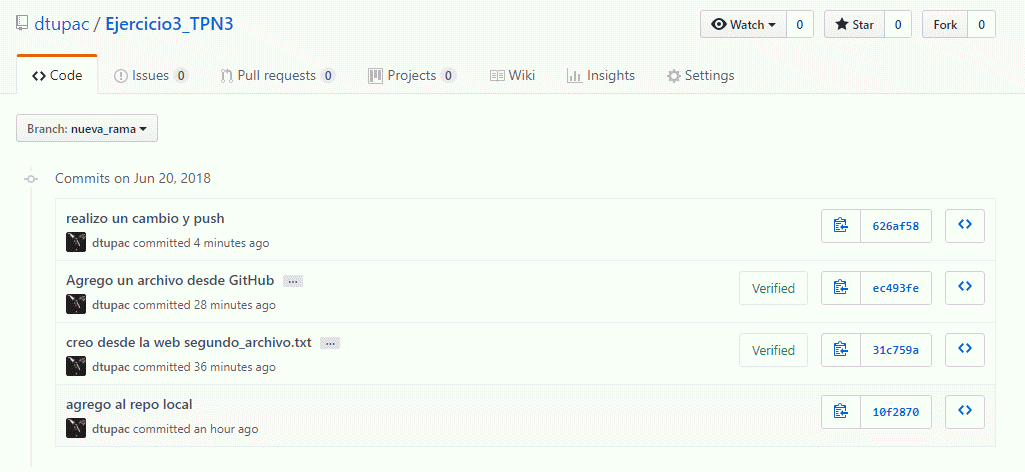 dtupac / Ejercicio3_TPN3
Watch 0 Star 0 Fork 0
Code Issues 0 Pull requests 0 Projects 0 Wiki Insights Settings
Branch: nueva_rama
Commits on Jun 20, 2018
realizo un cambio y push
626af58
dtupac committed 4 minutes ago
Agrego un archivo desde GitHub …
Verified ec493fe
dtupac committed 28 minutes ago
creo desde la web segundo_archivo.txt …
Verified 31c759a
dtupac committed 36 minutes ago
agrego al repo local
10f2870
dtupac committed an hour ago